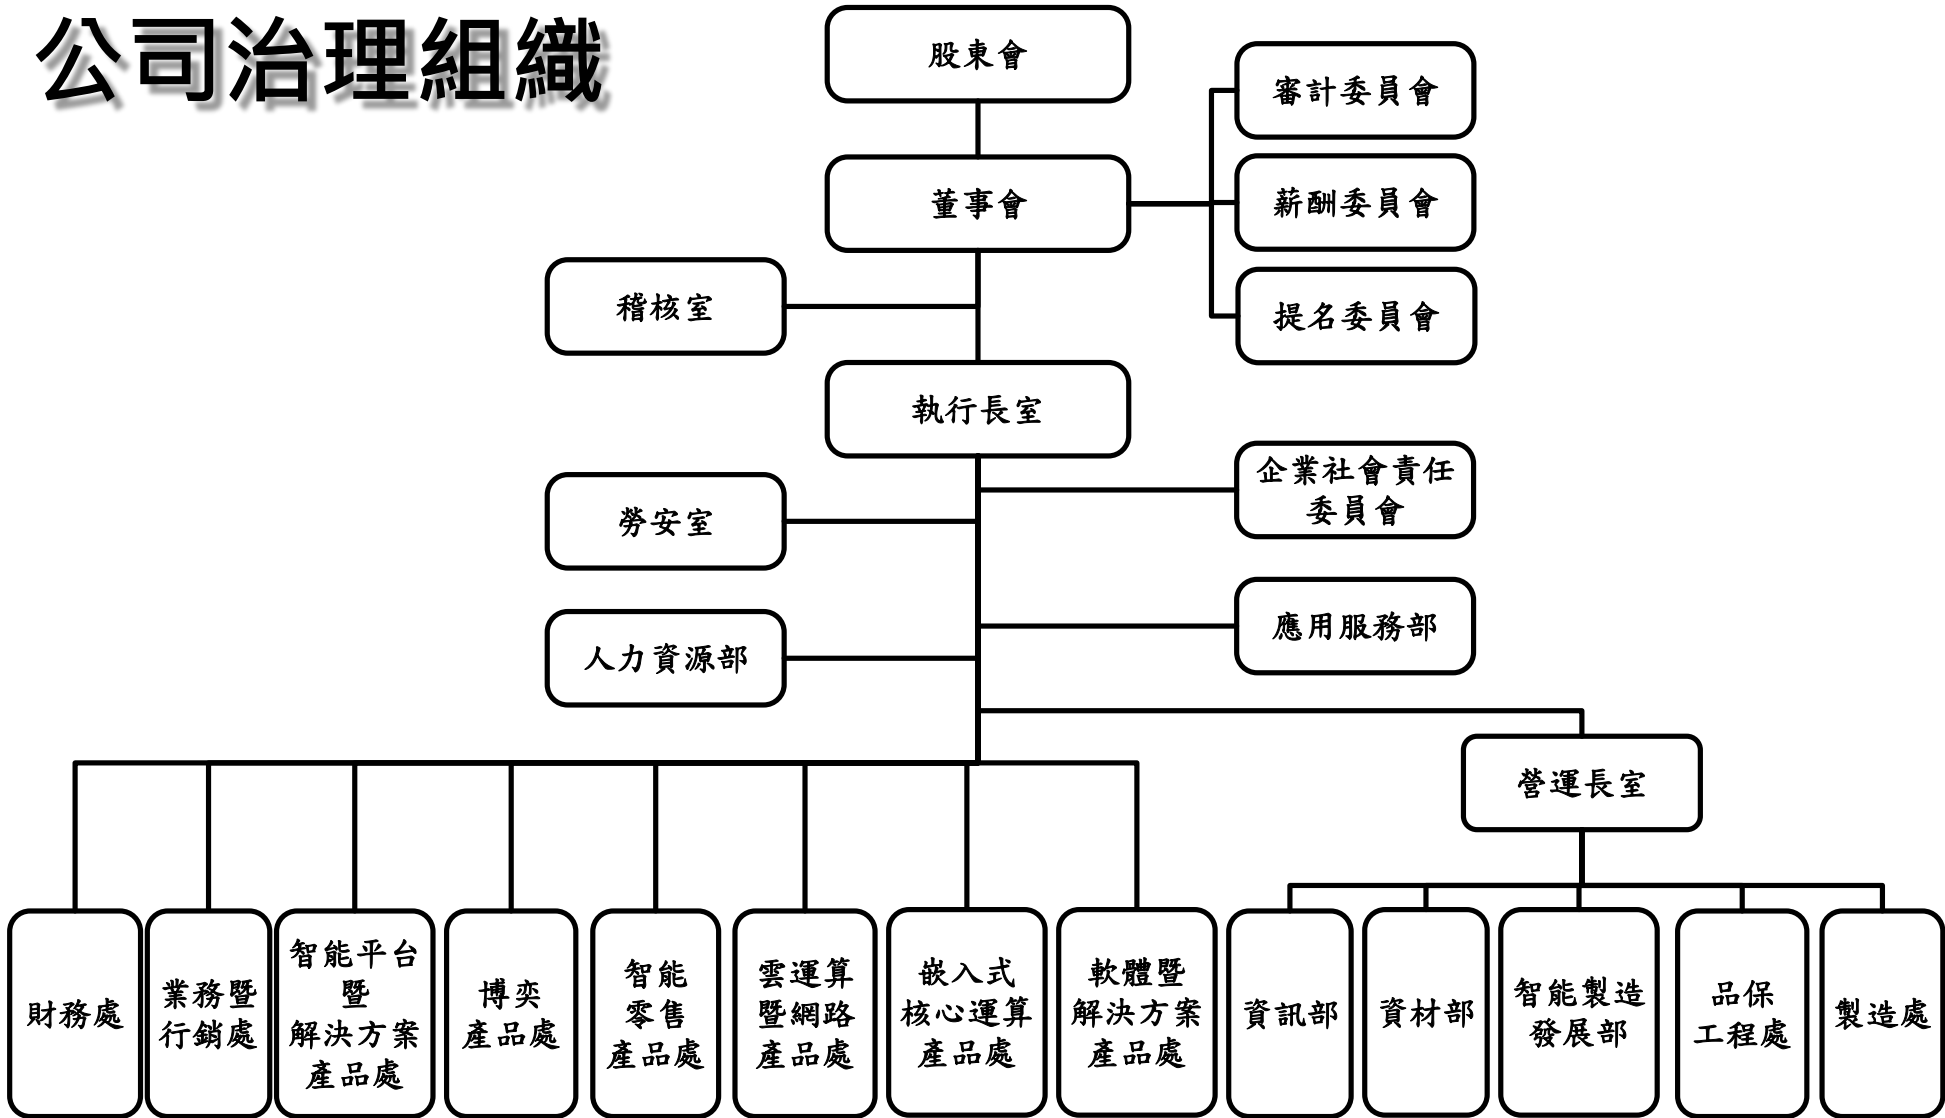 公司治理組織
股東會
審計委員會
董事會
薪酬委員會
稽核室
提名委員會
執行長室
企業社會責任
委員會
勞安室
應用服務部
人力資源部
營運長室
財務處
業務暨
行銷處
智能平台
暨
解決方案
產品處
博奕
產品處
智能
零售
產品處
雲運算
暨網路
產品處
嵌入式
核心運算
產品處
軟體暨
解決方案
產品處
資訊部
資材部
智能製造
發展部
品保
工程處
製造處